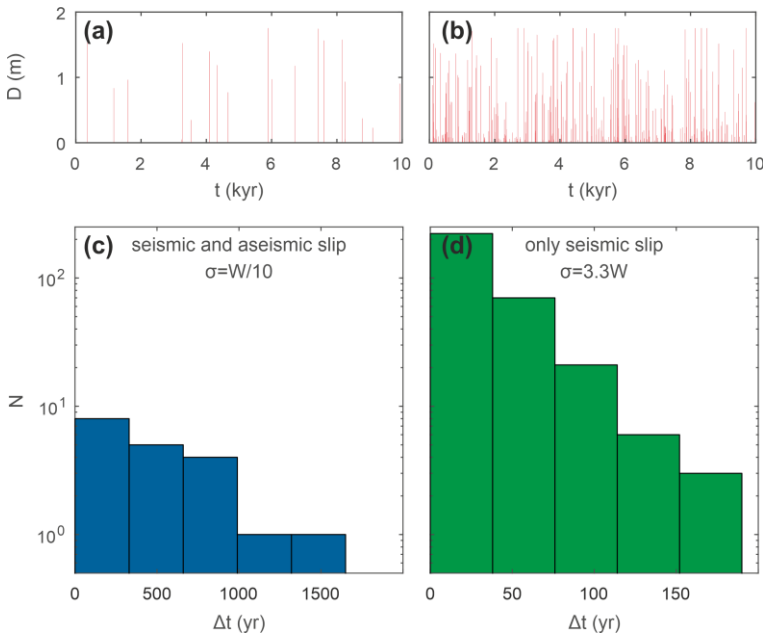 (a)
(b)
D (m)
2
1
0
0 2 4 6 8 10
0 2 4 6 8 10
t (kyr)
t (kyr)
(c) seismic and aseismic slip
σ=W/10
(d) only seismic slip
σ=3.3W
N
10²
10¹
10⁰
0 500 1000 1500
0 50 100 150
Δt (yr)
Δt (yr)